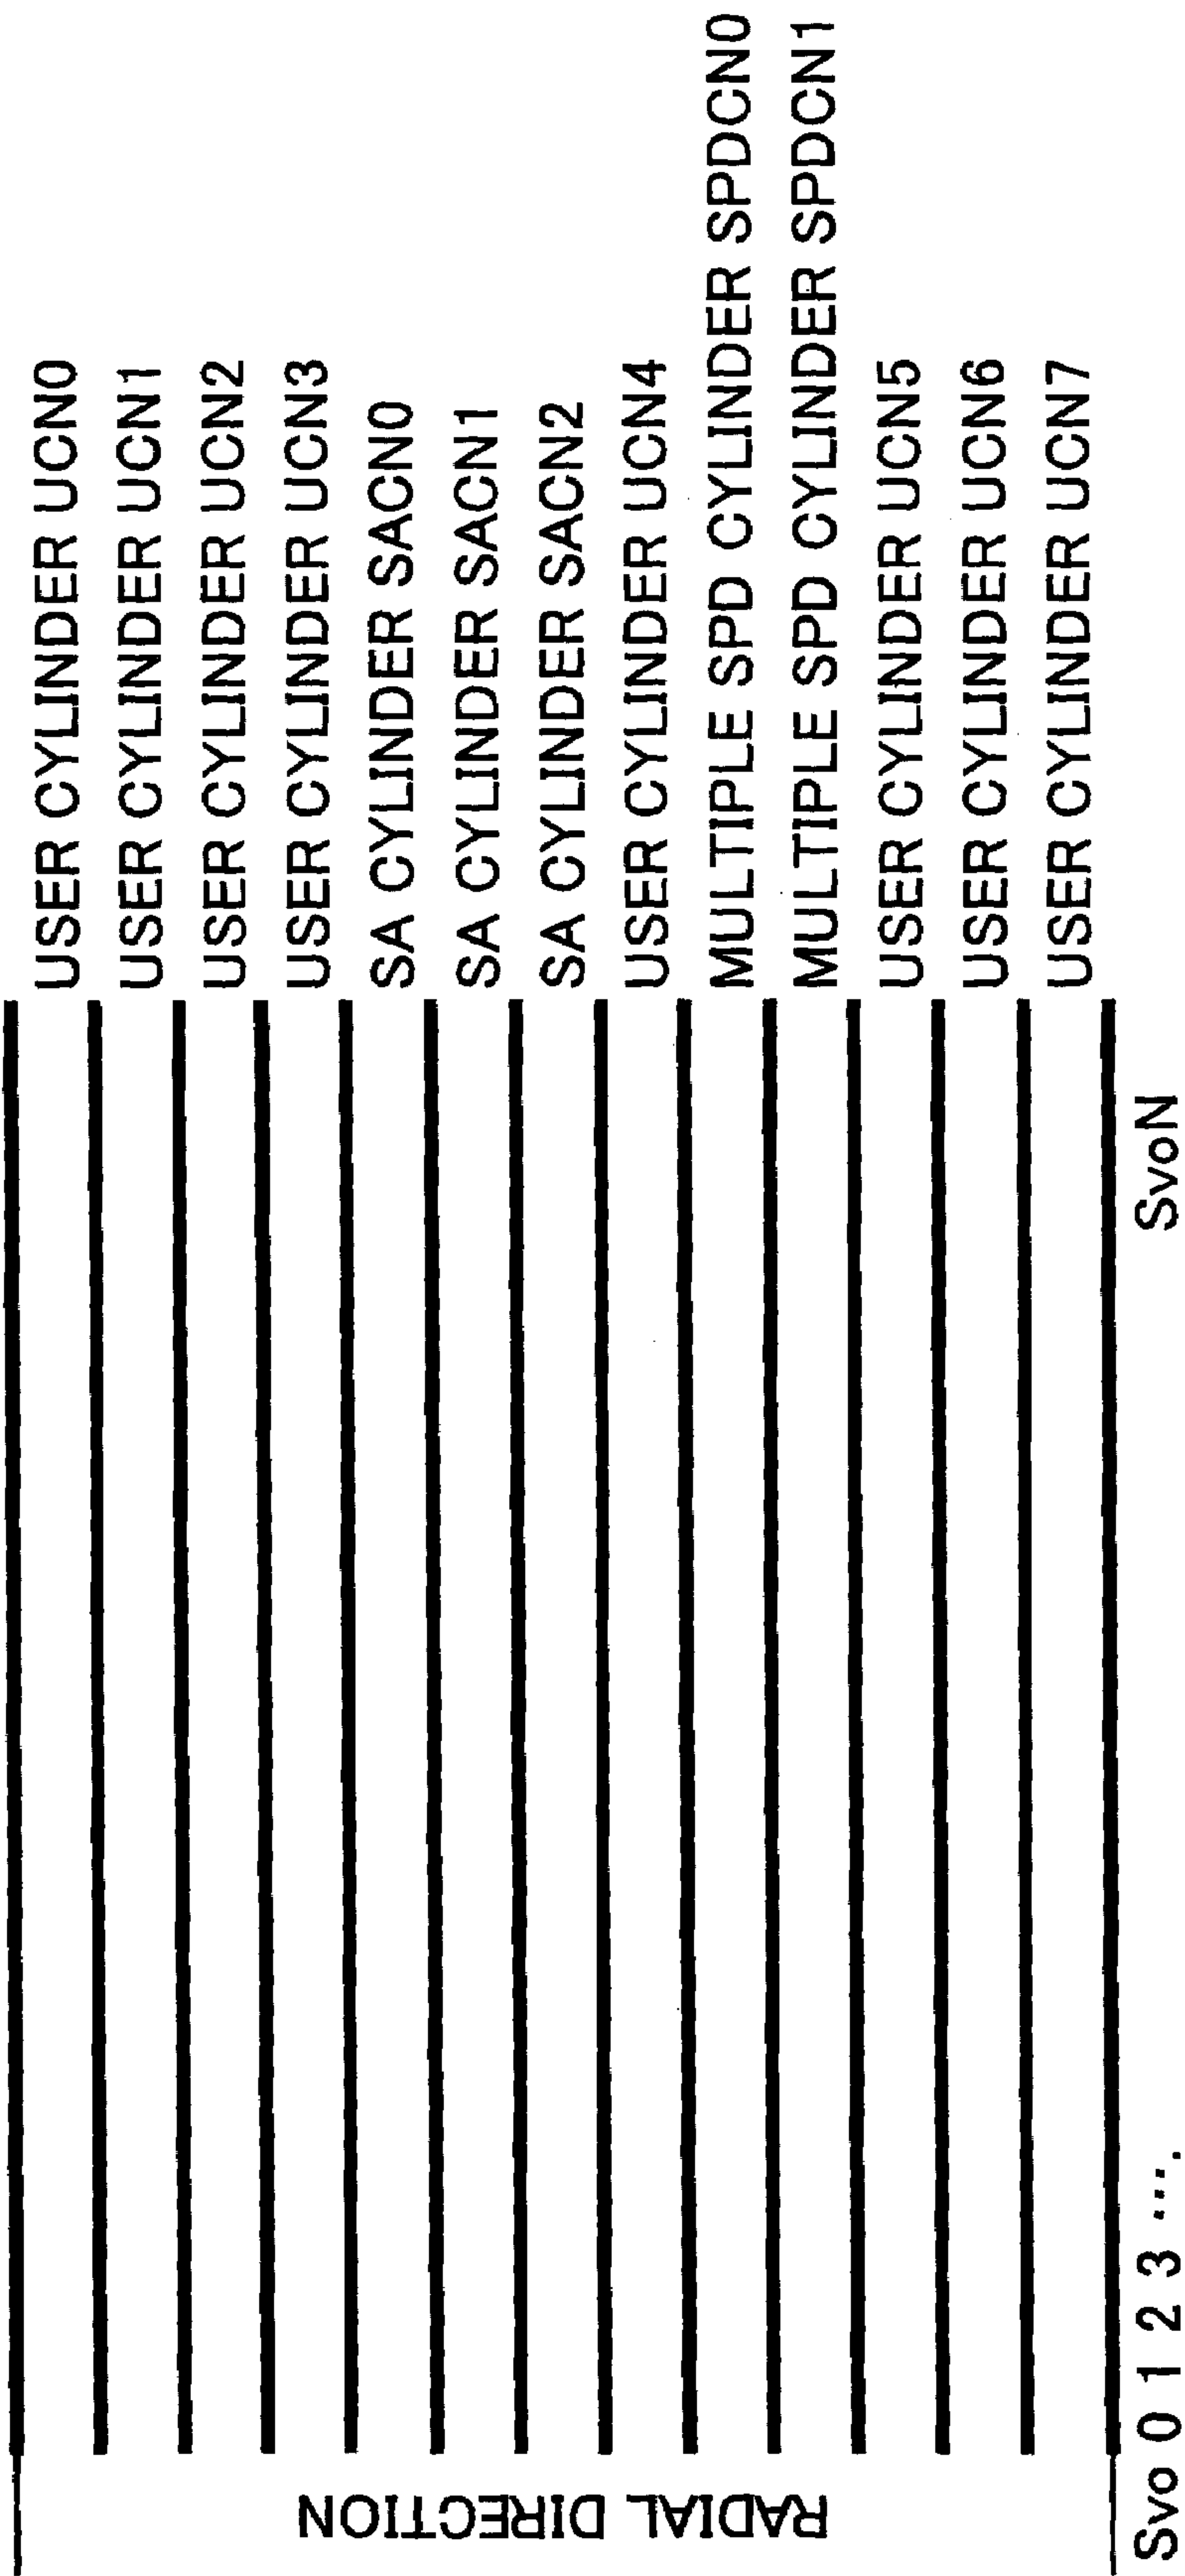 USER CYLINDER UCN0
USER CYLINDER UCN1
USER CYLINDER UCN2
USER CYLINDER UCN3
SA CYLINDER SACN0
SA CYLINDER SACN1
SA CYLINDER SACN2
USER CYLINDER UCN4
MULTIPLE SPD CYLINDER SPDCN0
MULTIPLE SPD CYLINDER SPDCN1
USER CYLINDER UCN5
USER CYLINDER UCN6
USER CYLINDER UCN7
RADIAL DIRECTION
Svo 0 1 2 3 ···. SvoN